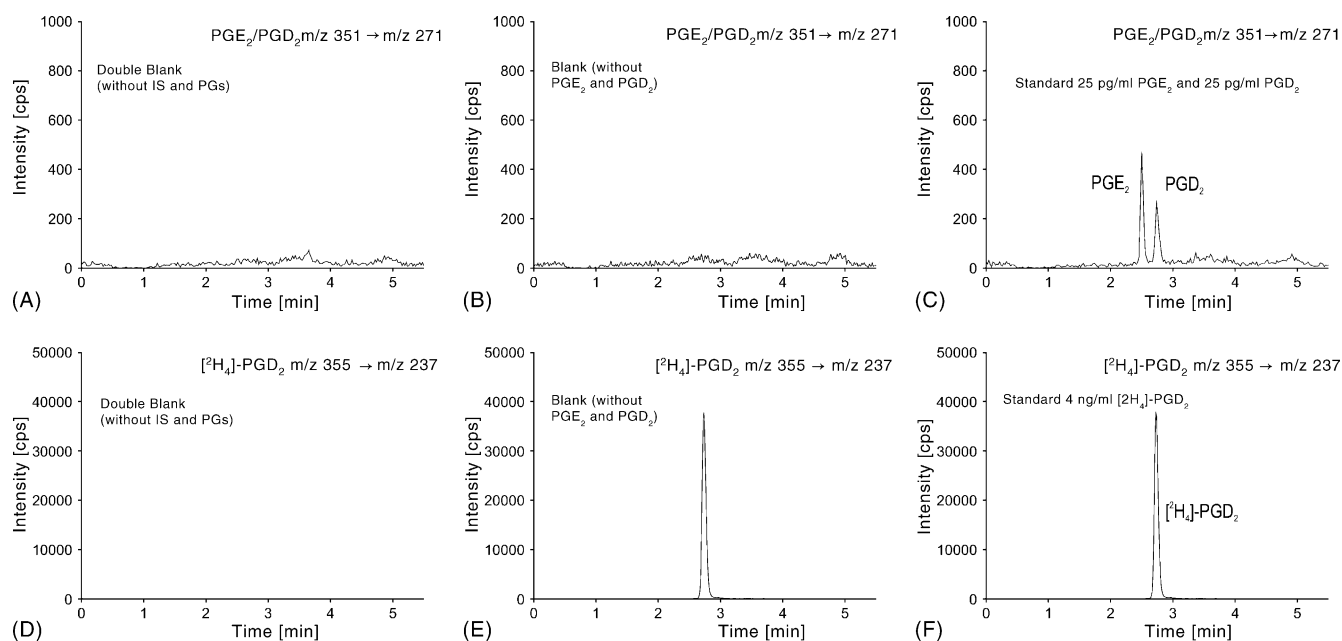 PGE₂/PGD₂m/z 351 → m/z 271
Double Blank
(without IS and PGs)
Intensity [cps]
1000
800
600
400
200
0
0 1 2 3 4 5
Time [min]
(A)
PGE₂/PGD₂m/z 351→ m/z 271
Blank (without
PGE₂ and PGD₂)
Intensity [cps]
1000
800
600
400
200
0
0 1 2 3 4 5
Time [min]
(B)
PGE₂/PGD₂m/z 351→m/z 271
Standard 25 pg/ml PGE₂ and 25 pg/ml PGD₂
PGE₂
PGD₂
Intensity [cps]
1000
800
600
400
200
0
0 1 2 3 4 5
Time [min]
(C)
[²H₄]-PGD₂ m/z 355 → m/z 237
Double Blank
(without IS and PGs)
Intensity [cps]
50000
40000
30000
20000
10000
0
0 1 2 3 4 5
Time [min]
(D)
[²H₄]-PGD₂ m/z 355 → m/z 237
Blank (without
PGE₂ and PGD₂)
Intensity [cps]
50000
40000
30000
20000
10000
0
0 1 2 3 4 5
Time [min]
(E)
[²H₄]-PGD₂ m/z 355 → m/z 237
Standard 4 ng/ml [2H₄]-PGD₂
[²H₄]-PGD₂
Intensity [cps]
50000
40000
30000
20000
10000
0
0 1 2 3 4 5
Time [min]
(F)